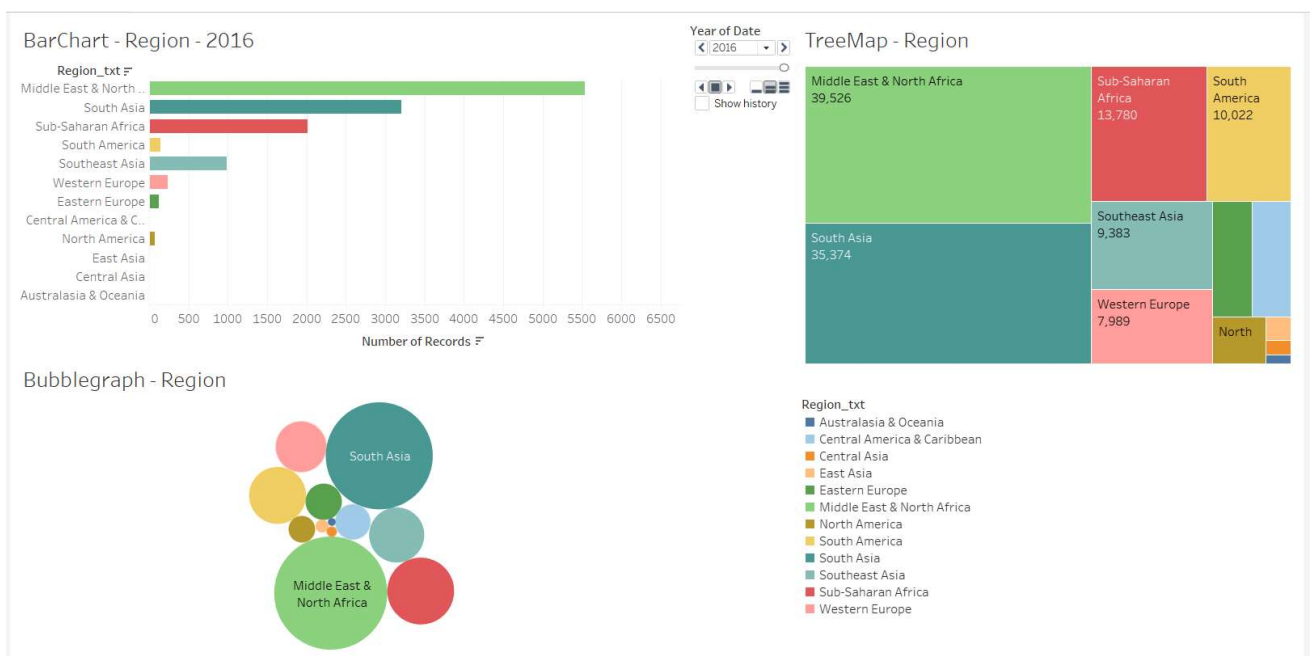 BarChart - Region - 2016
Region_txt
Middle East & North ..
South Asia
Sub-Saharan Africa
South America
Southeast Asia
Western Europe
Eastern Europe
Central America & C..
North America
East Asia
Central Asia
Australasia & Oceania
0 500 1000 1500 2000 2500 3000 3500 4000 4500 5000 5500 6000 6500
Number of Records
Year of Date
2016
Show history
TreeMap - Region
Middle East & North Africa
39,526
South Asia
35,374
Sub-Saharan
Africa
13,780
South
America
10,022
Southeast Asia
9,383
Western Europe
7,989
North
Bubblegraph - Region
South Asia
Middle East &
North Africa
Region_txt
Australasia & Oceania
Central America & Caribbean
Central Asia
East Asia
Eastern Europe
Middle East & North Africa
North America
South America
South Asia
Southeast Asia
Sub-Saharan Africa
Western Europe